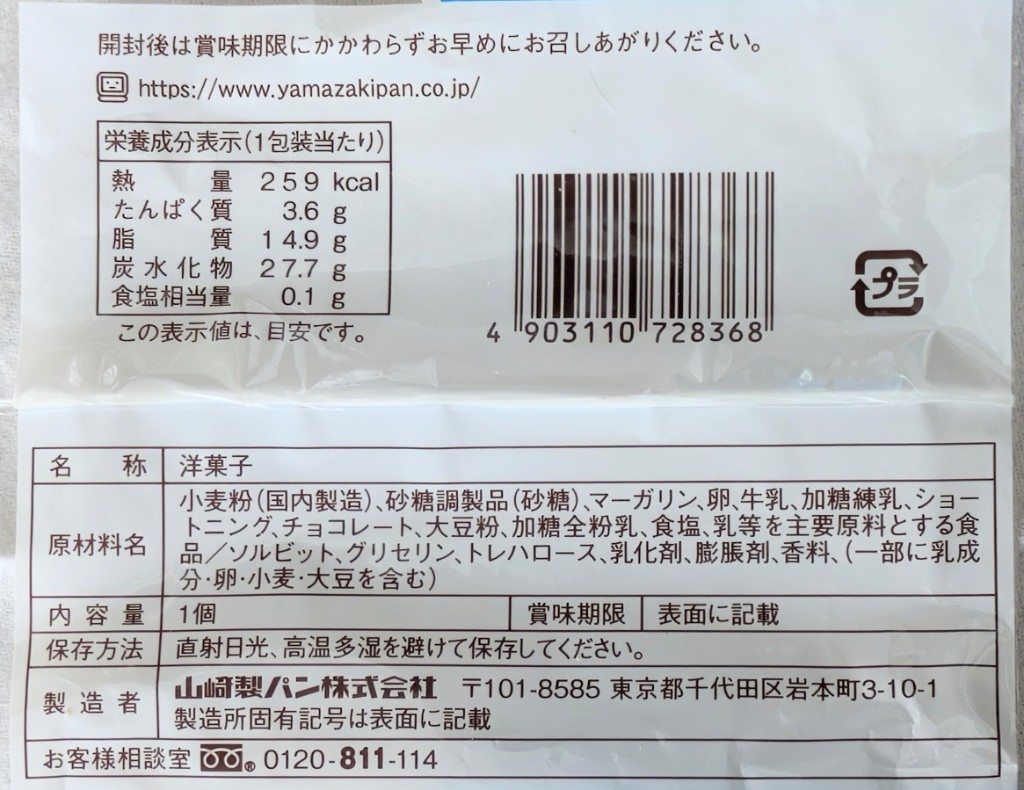 開封後は賞味期限にかかわらずお早めにお召しあがりください。
https://www.yamazakipan.co.jp/
栄養成分表示(1包装当たり)
熱量 259 kcal
たんぱく質 3.6 g
脂質 14.9 g
炭水化物 27.7 g
食塩相当量 0.1 g
この表示値は、目安です。
4 903110 728368
プラ
名称 洋菓子
原材料名 小麦粉(国内製造)、砂糖調製品(砂糖)、マーガリン、卵、牛乳、加糖練乳、ショー
トニング、チョコレート、大豆粉、加糖全粉乳、食塩、乳等を主要原料とする食
品/ソルビット、グリセリン、トレハロース、乳化剤、膨脹剤、香料、(一部に乳成
分・卵・小麦・大豆を含む)
内容量 1個 賞味期限 表面に記載
保存方法 直射日光、高温多湿を避けて保存してください。
製造者 山崎製パン株式会社 〒101-8585 東京都千代田区岩本町3-10-1
製造所固有記号は表面に記載
お客様相談室 0120-811-114